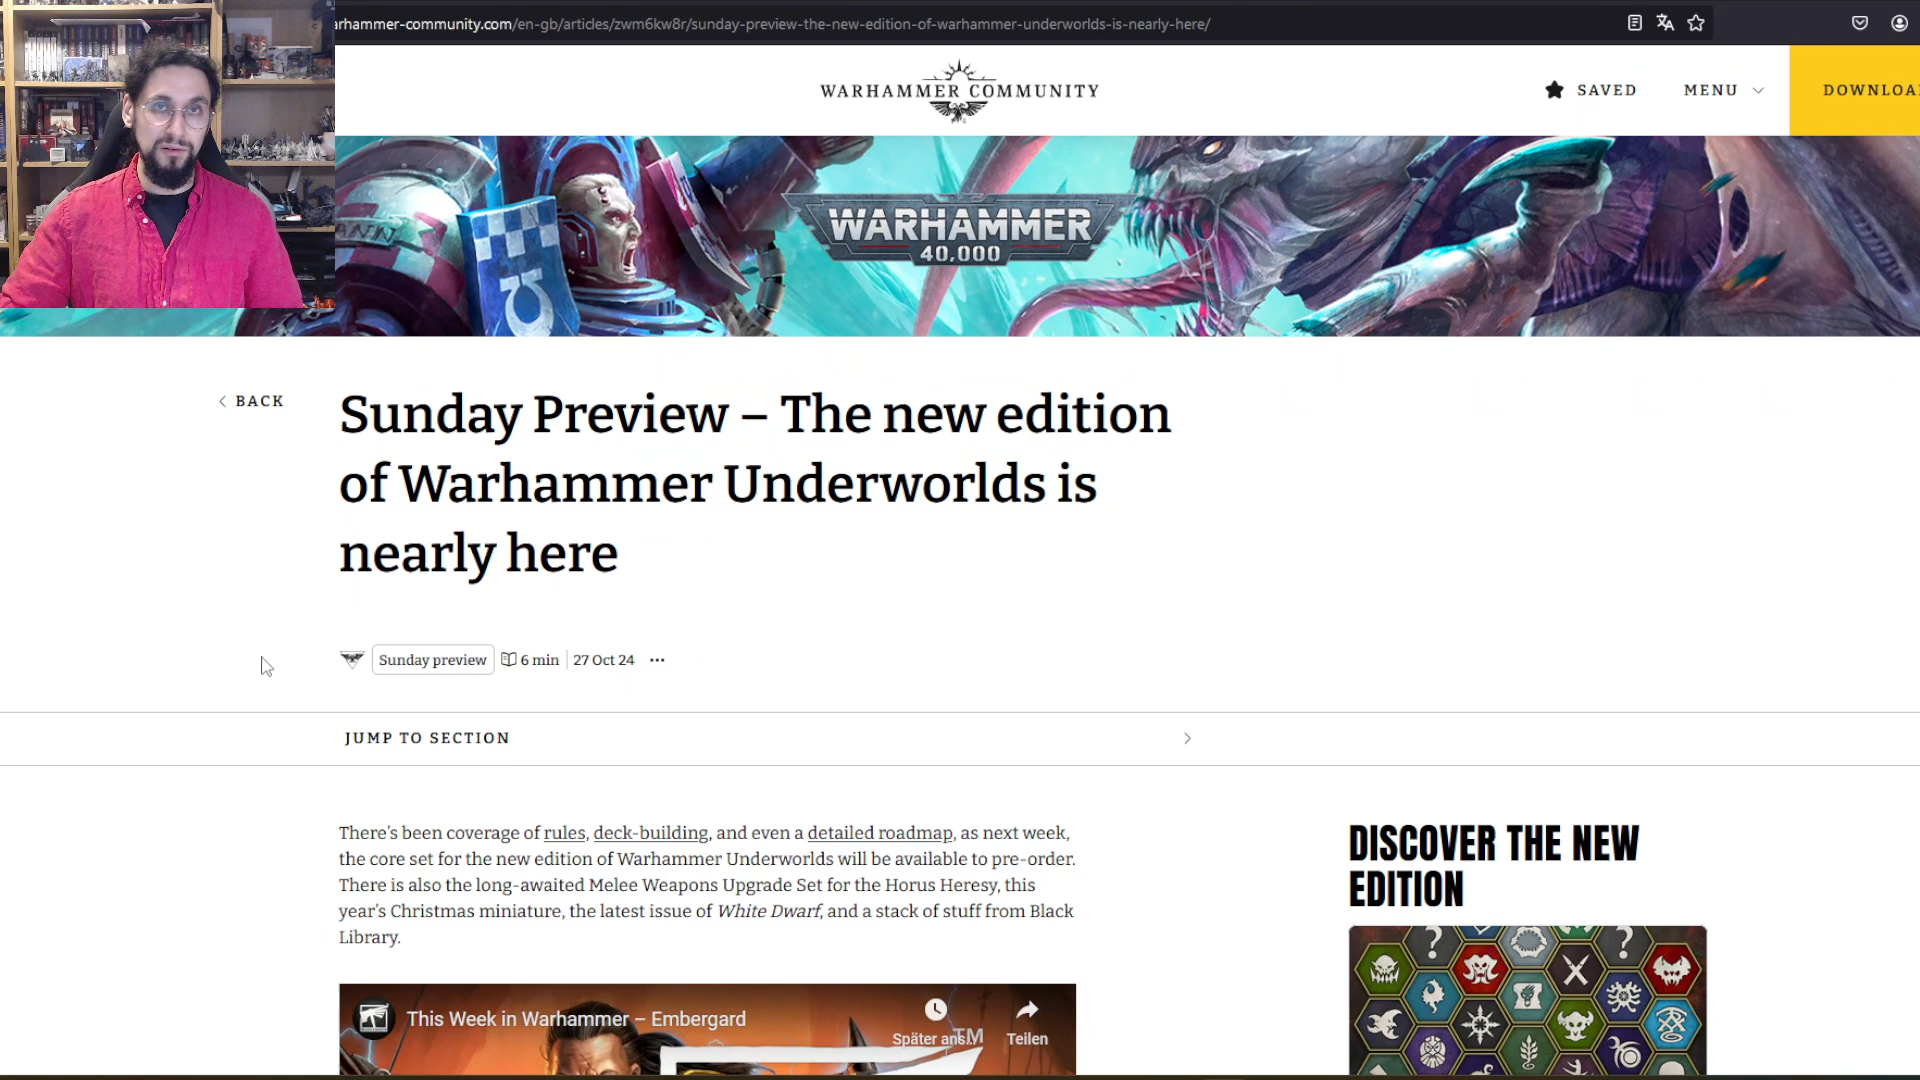 arhammer-community.com/en-gb/articles/zwm6kw8r/sunday-preview-the-new-edition-of-warhammer-underworlds-is-nearly-here/
WARHAMMER COMMUNITY
SAVED
MENU
DOWNLOA
WARHAMMER
40,000
BACK
Sunday Preview – The new edition
of Warhammer Underworlds is
nearly here
Sunday preview
6 min
27 Oct 24
JUMP TO SECTION
There’s been coverage of rules, deck-building, and even a detailed roadmap, as next week,
the core set for the new edition of Warhammer Underworlds will be available to pre-order.
There is also the long-awaited Melee Weapons Upgrade Set for the Horus Heresy, this
year’s Christmas miniature, the latest issue of White Dwarf, and a stack of stuff from Black
Library.
DISCOVER THE NEW
EDITION
This Week in Warhammer – Embergard
Später ans...
TM
Teilen